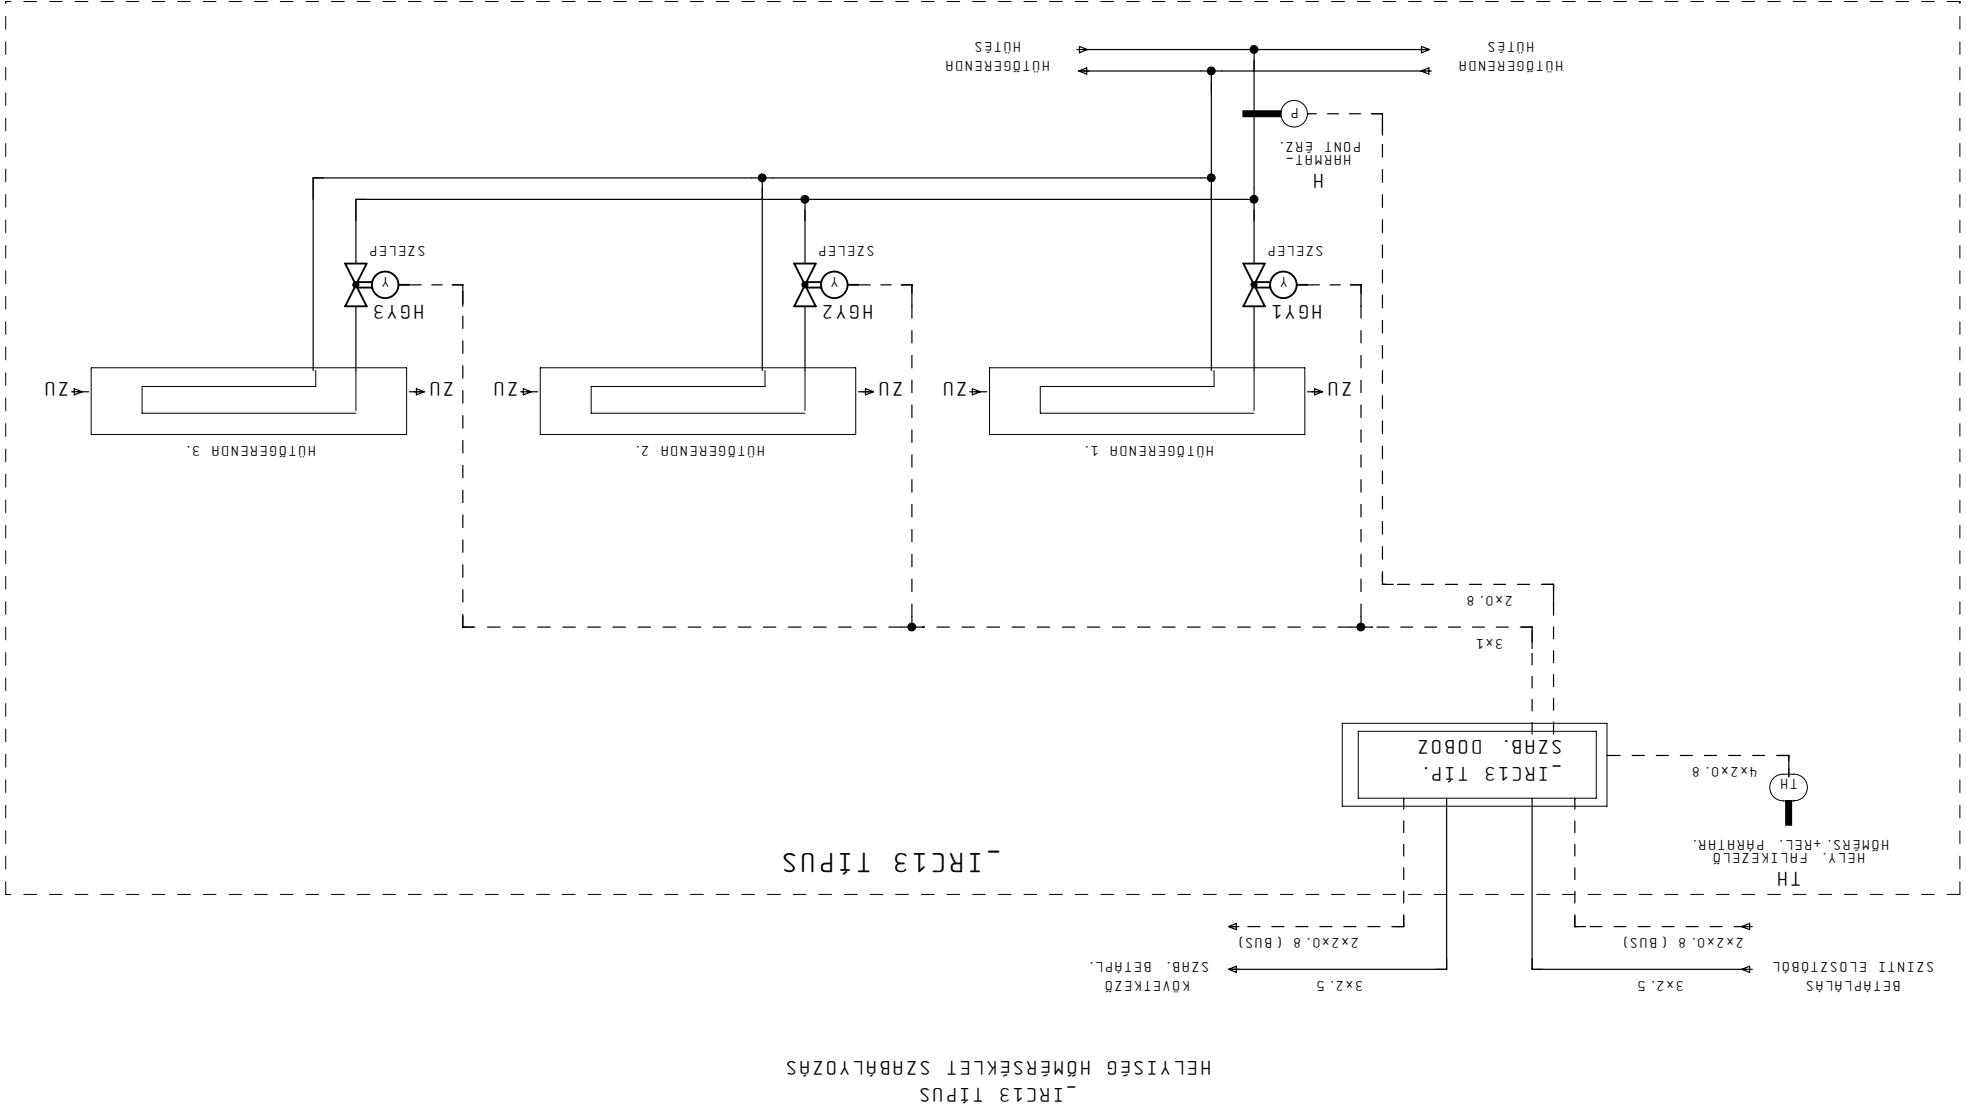 _IRC13 TÍPUS
HELYISÉG HŐMÉRSÉKLET SZABÁLYOZÁS
BETÁPLÁLÁS
SZINTI ELOSZTÓBÓL
3x2.5
2x2x0.8 (BUS)
3x2.5
2x2x0.8 (BUS)
KÖVETKEZŐ
SZAB. BETÁPL.
TH
HELY. FALIKEZELŐ
HŐMÉRS.+REL. PÁRATAR.
TH
4x2x0.8
_IRC13 TÍPUS
_IRC13 TÍP.
SZAB. DOBOZ
3x1
2x0.8
HŰTŐGERENDA 1.
HŰTŐGERENDA 2.
HŰTŐGERENDA 3.
ZU
ZU
ZU
ZU
ZU
ZU
HGY1
Y
SZELEP
HGY2
Y
SZELEP
HGY3
Y
SZELEP
H
HARMAT-
PONT ÉRZ.
P
HŰTŐGERENDA
HŰTÉS
HŰTŐGERENDA
HŰTÉS